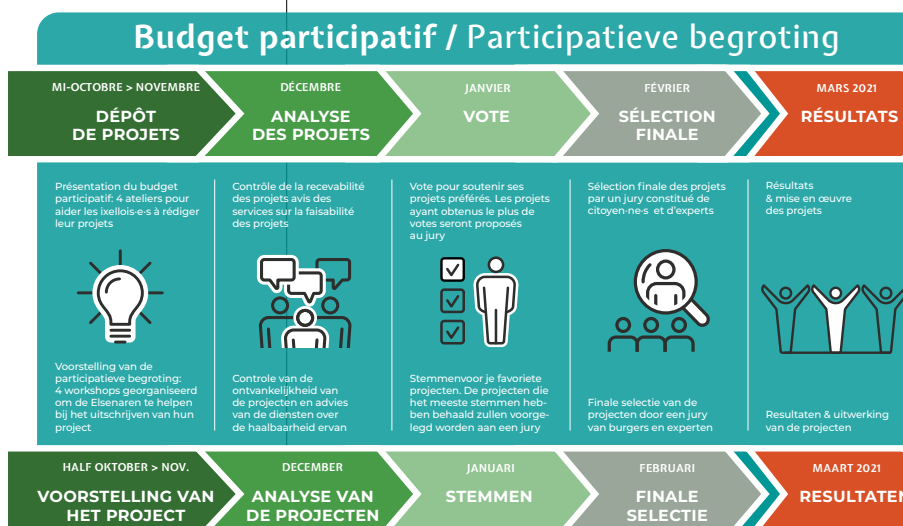 Budget participatif / Participatieve begroting
MI-OCTOBRE > NOVEMBRE
DÉPÔT
DE PROJETS
DÉCEMBRE
ANALYSE
DES PROJETS
JANVIER
VOTE
FÉVRIER
SÉLECTION
FINALE
MARS 2021
RÉSULTATS
Présentation du budget
participatif: 4 ateliers pour
aider les ixellois·e·s à rédiger
leur projets
Contrôle de la recevabilité
des projets avis des
services sur la faisabilité
des projets
Vote pour soutenir ses
projets préférés. Les projets
ayant obtenus le plus de
votes seront proposés
au jury
Sélection finale des projets
par un jury constitué de
citoyen·ne·s et d'experts
Résultats
& mise en œuvre
des projets
Voorstelling van de
participatieve begroting:
4 workshops georganiseerd
om de Elsenaren te helpen
bij het uitschrijven van hun
project
Controle van de
ontvankelijkheid van
de projecten en advies
van de diensten over
de haalbaarheid ervan
Stemmenvoor je favoriete
projecten. De projecten die
het meeste stemmen heb-
ben behaald zullen voorge-
legd worden aan een jury
Finale selectie van de
projecten door een jury
van burgers en experten
Resultaten & uitwerking
van de projecten
HALF OKTOBER > NOV.
VOORSTELLING VAN
HET PROJECT
DECEMBER
ANALYSE VAN
DE PROJECTEN
JANUARI
STEMMEN
FEBRUARI
FINALE
SELECTIE
MAART 2021
RESULTATEN